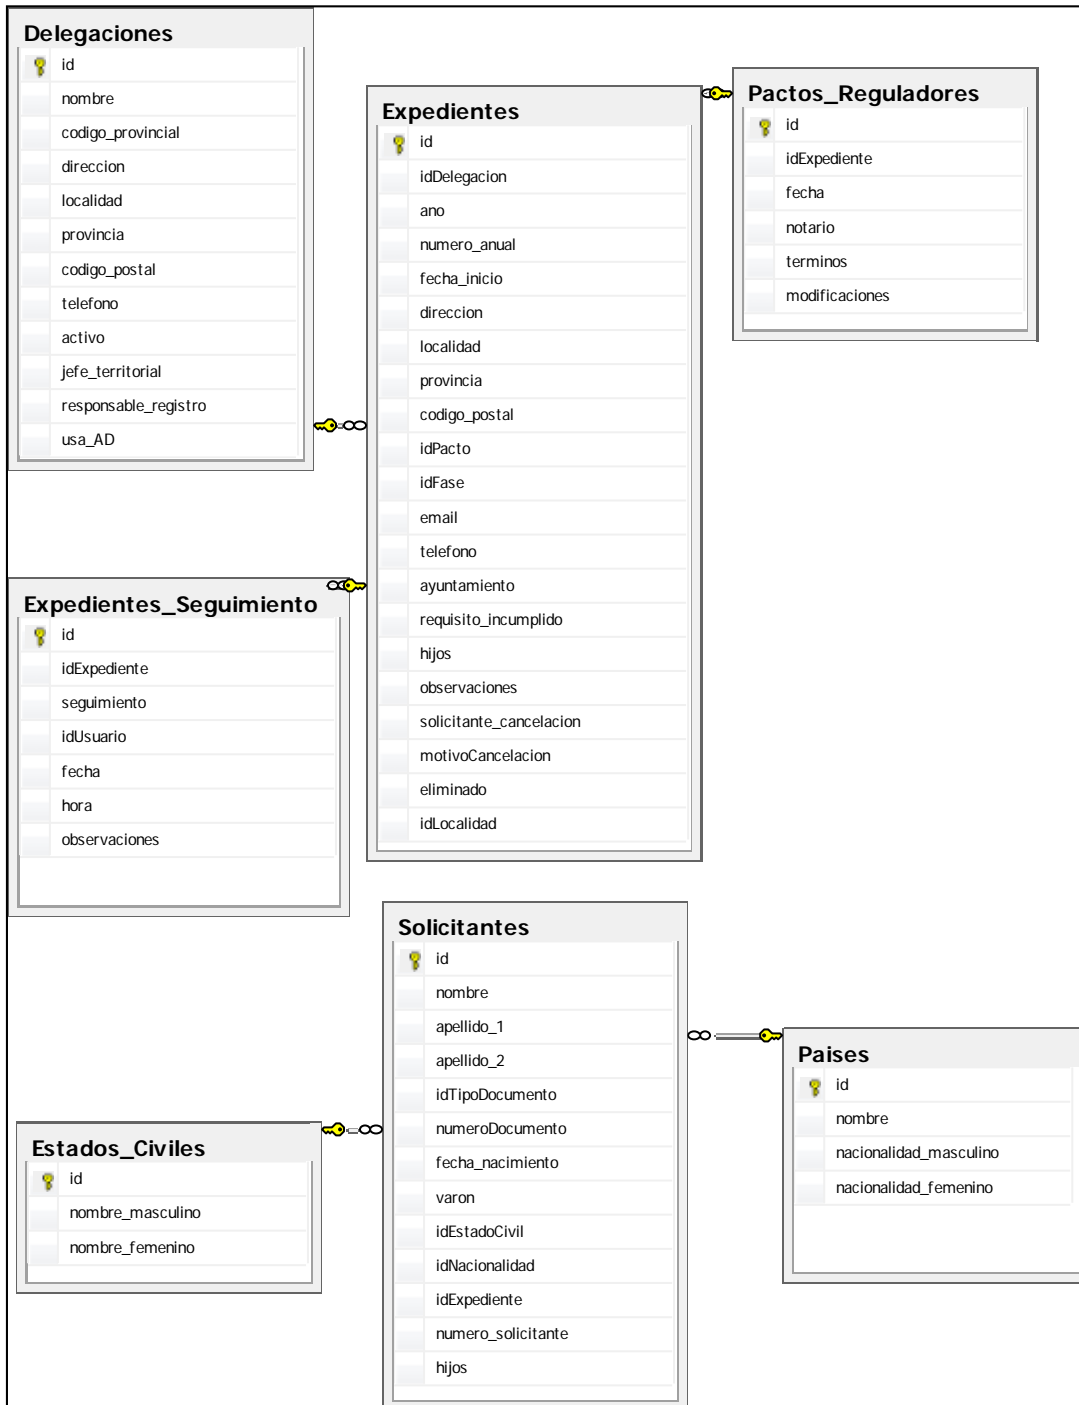 Delegaciones
id
nombre
codigo_provincial
direccion
localidad
provincia
codigo_postal
telefono
activo
jefe_territorial
responsable_registro
usa_AD
Expedientes
id
idDelegacion
ano
numero_anual
fecha_inicio
direccion
localidad
provincia
codigo_postal
idPacto
idFase
email
telefono
ayuntamiento
requisito_incumplido
hijos
observaciones
solicitante_cancelacion
motivoCancelacion
eliminado
idLocalidad
Pactos_Reguladores
id
idExpediente
fecha
notario
terminos
modificaciones
Expedientes_Seguimiento
id
idExpediente
seguimiento
idUsuario
fecha
hora
observaciones
Solicitantes
id
nombre
apellido_1
apellido_2
idTipoDocumento
numeroDocumento
fecha_nacimiento
varon
idEstadoCivil
idNacionalidad
idExpediente
numero_solicitante
hijos
Paises
id
nombre
nacionalidad_masculino
nacionalidad_femenino
Estados_Civiles
id
nombre_masculino
nombre_femenino